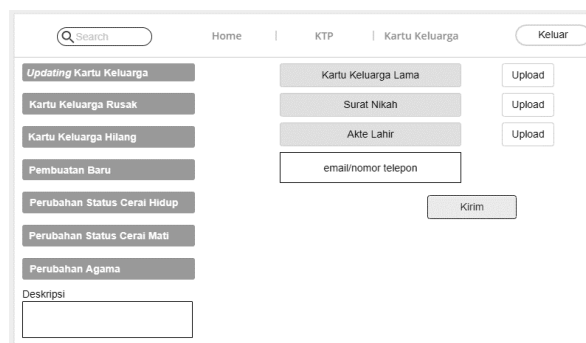 Search
Home | KTP | Kartu Keluarga
Keluar
Updating Kartu Keluarga
Kartu Keluarga Rusak
Kartu Keluarga Hilang
Pembuatan Baru
Perubahan Status Cerai Hidup
Perubahan Status Cerai Mati
Perubahan Agama
Deskripsi
Kartu Keluarga Lama
Upload
Surat Nikah
Upload
Akte Lahir
Upload
email/nomor telepon
Kirim